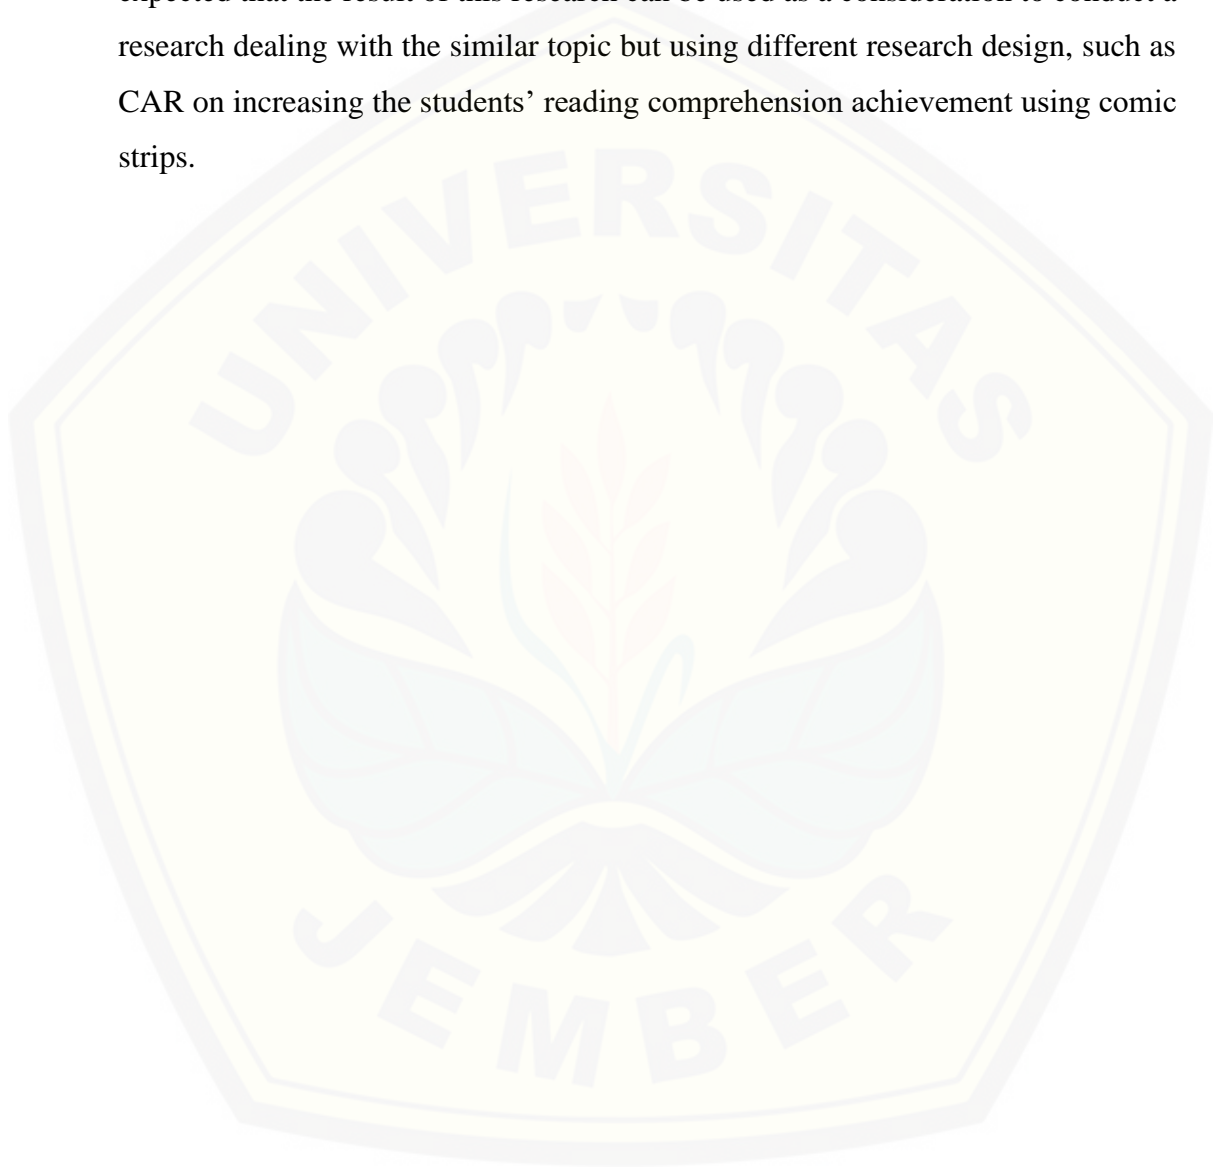 expected that the result of this research can be used as a consideration to conduct a
research dealing with the similar topic but using different research design, such as
CAR on increasing the students’ reading comprehension achievement using comic
strips.
UNIVERSITAS
JEMBER